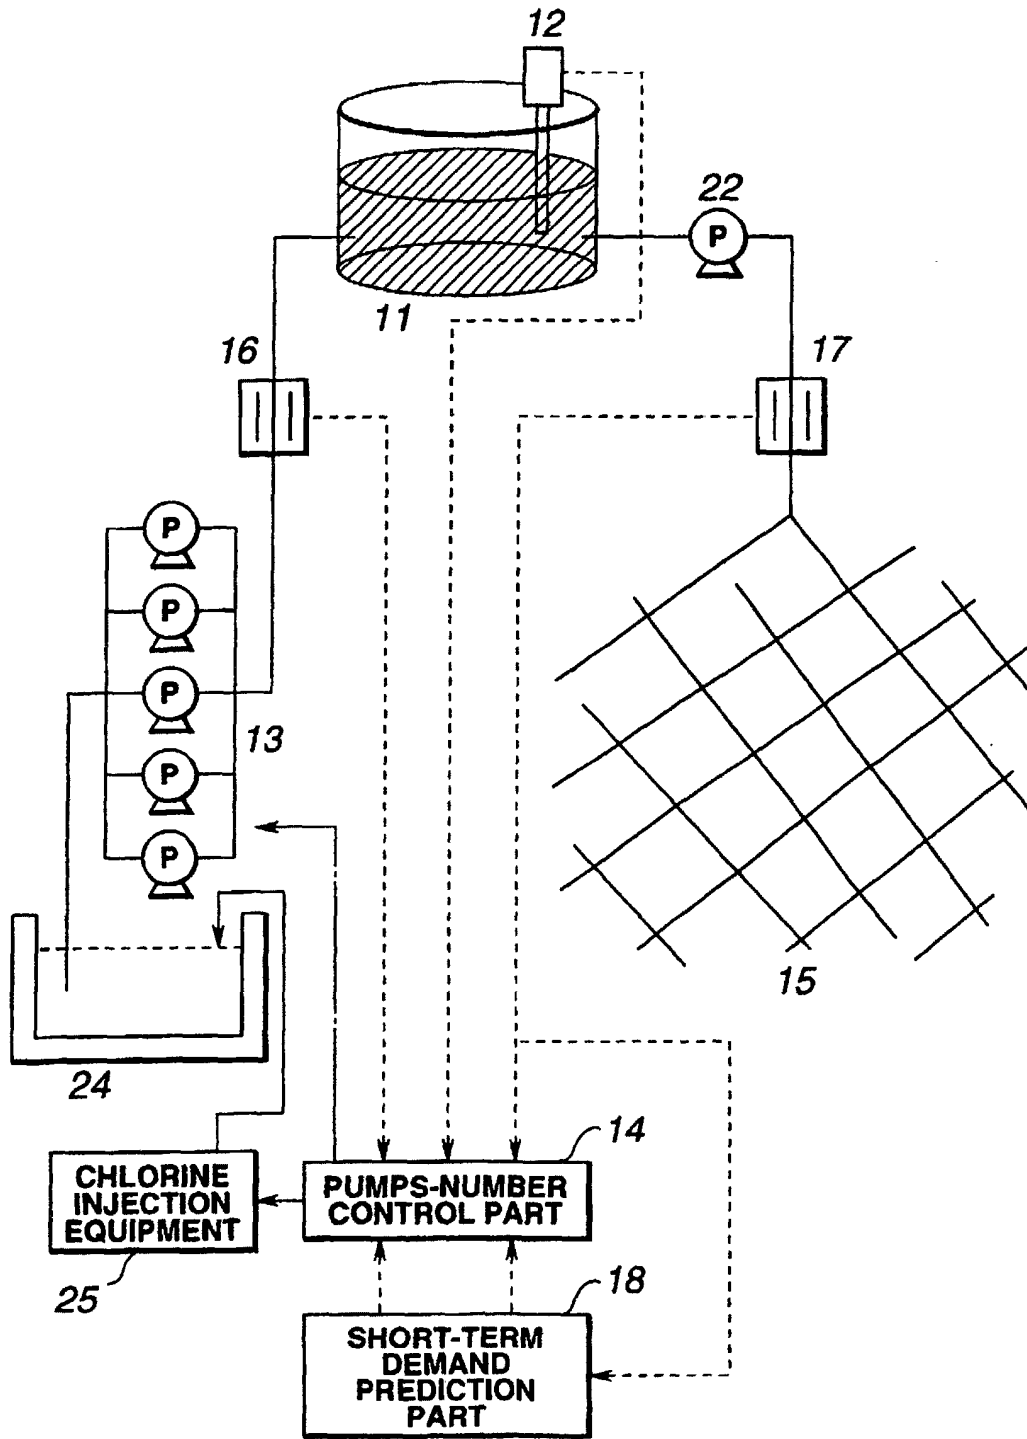 12
22
P
11
16
17
P
P
P
13
P
P
15
24
14
CHLORINE
INJECTION
EQUIPMENT
PUMPS-NUMBER
CONTROL PART
25
18
SHORT-TERM
DEMAND
PREDICTION
PART